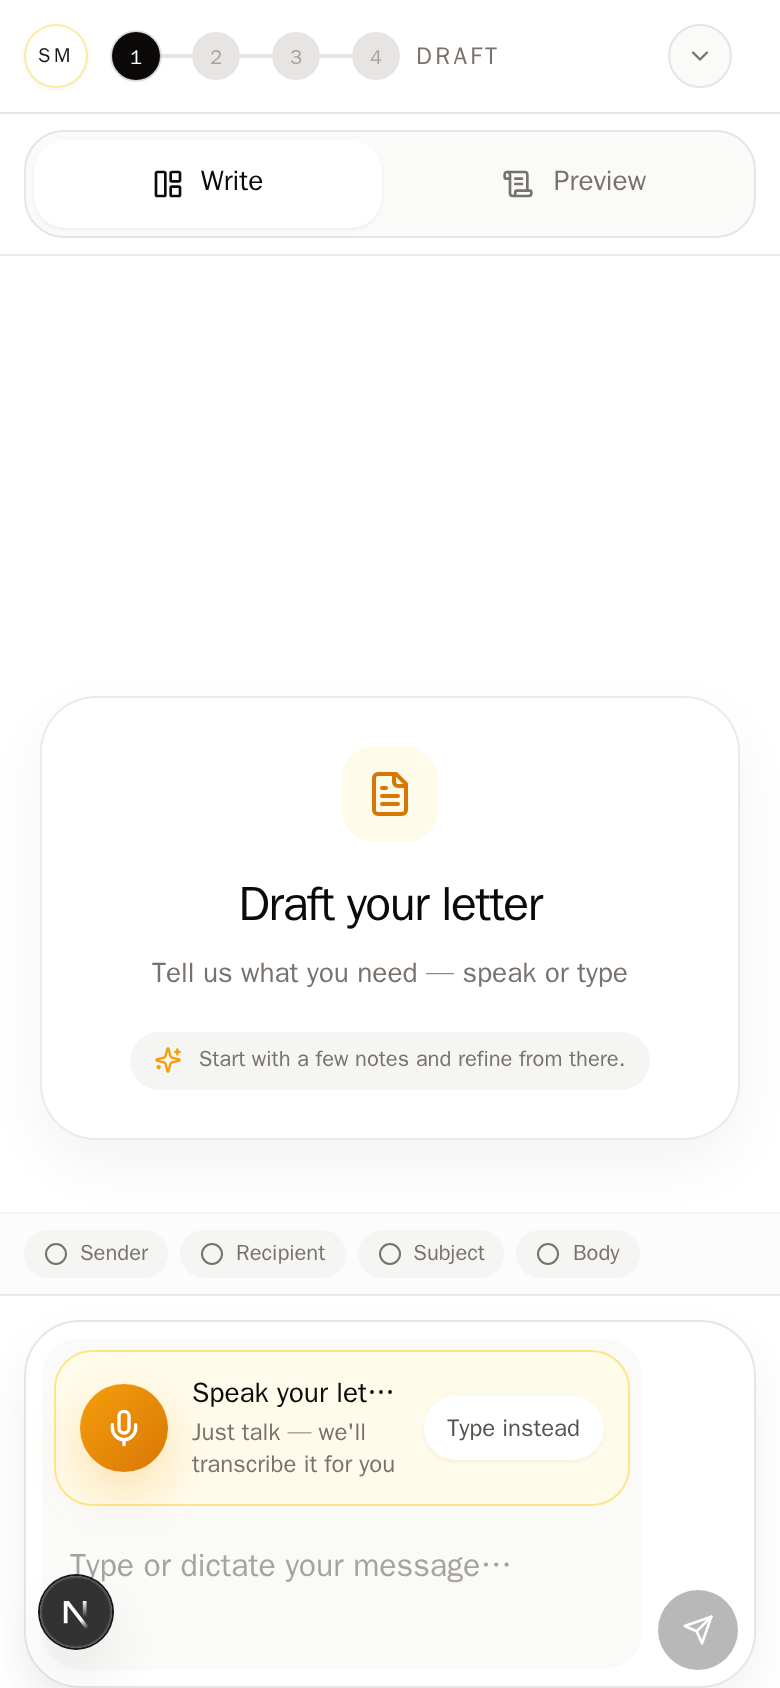 SM
1
2
3
4
DRAFT
Write
Preview
Draft your letter
Tell us what you need — speak or type
Start with a few notes and refine from there.
Sender
Recipient
Subject
Body
Speak your let…
Just talk — we'll
transcribe it for you
Type instead
Type or dictate your message…
N